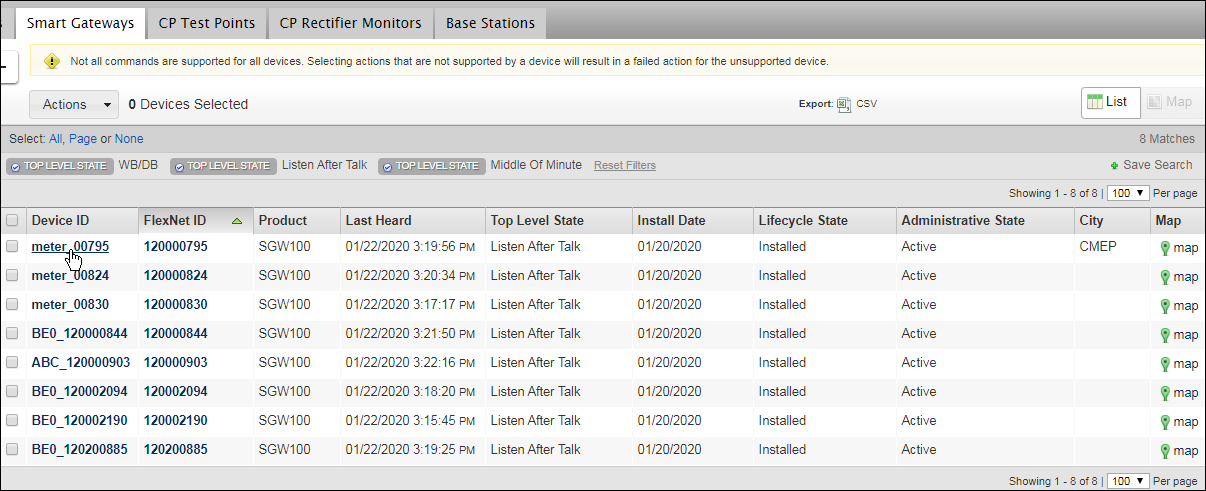 Smart Gateways CP Test Points CP Rectifier Monitors Base Stations
Not all commands are supported for all devices. Selecting actions that are not supported by a device will result in a failed action for the unsupported device.
Actions 0 Devices Selected Export: CSV List Map
Select: All, Page or None 8 Matches
TOP LEVEL STATE WB/DB TOP LEVEL STATE Listen After Talk TOP LEVEL STATE Middle Of Minute Reset Filters Save Search
Showing 1 - 8 of 8 | 100 Per page
Device ID FlexNet ID Product Last Heard Top Level State Install Date Lifecycle State Administrative State City Map
meter_00795 120000795 SGW100 01/22/2020 3:19:56 PM Listen After Talk 01/20/2020 Installed Active CMEP map
meter_00824 120000824 SGW100 01/22/2020 3:20:34 PM Listen After Talk 01/20/2020 Installed Active map
meter_00830 120000830 SGW100 01/22/2020 3:17:17 PM Listen After Talk 01/20/2020 Installed Active map
BE0_120000844 120000844 SGW100 01/22/2020 3:21:50 PM Listen After Talk 01/20/2020 Installed Active map
ABC_120000903 120000903 SGW100 01/22/2020 3:22:16 PM Listen After Talk 01/20/2020 Installed Active map
BE0_120002094 120002094 SGW100 01/22/2020 3:18:20 PM Listen After Talk 01/20/2020 Installed Active map
BE0_120002190 120002190 SGW100 01/22/2020 3:15:45 PM Listen After Talk 01/20/2020 Installed Active map
BE0_120200885 120200885 SGW100 01/22/2020 3:19:25 PM Listen After Talk 01/20/2020 Installed Active map
Showing 1 - 8 of 8 | 100 Per page